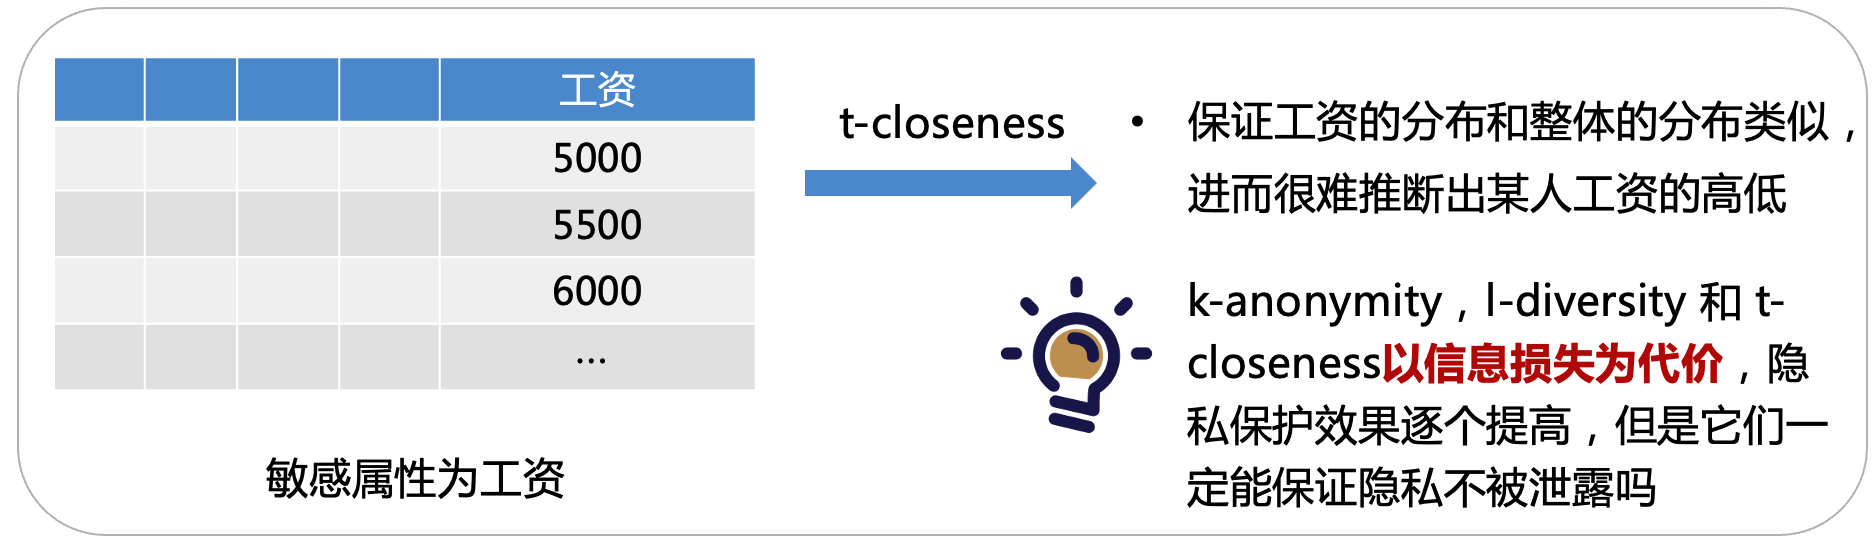 工资
5000
5500
6000
...
敏感属性为工资
t-closeness
• 保证工资的分布和整体的分布类似，
进而很难推断出某人工资的高低
k-anonymity，l-diversity 和 t-
closeness以信息损失为代价，隐
私保护效果逐个提高，但是它们一
定能保证隐私不被泄露吗